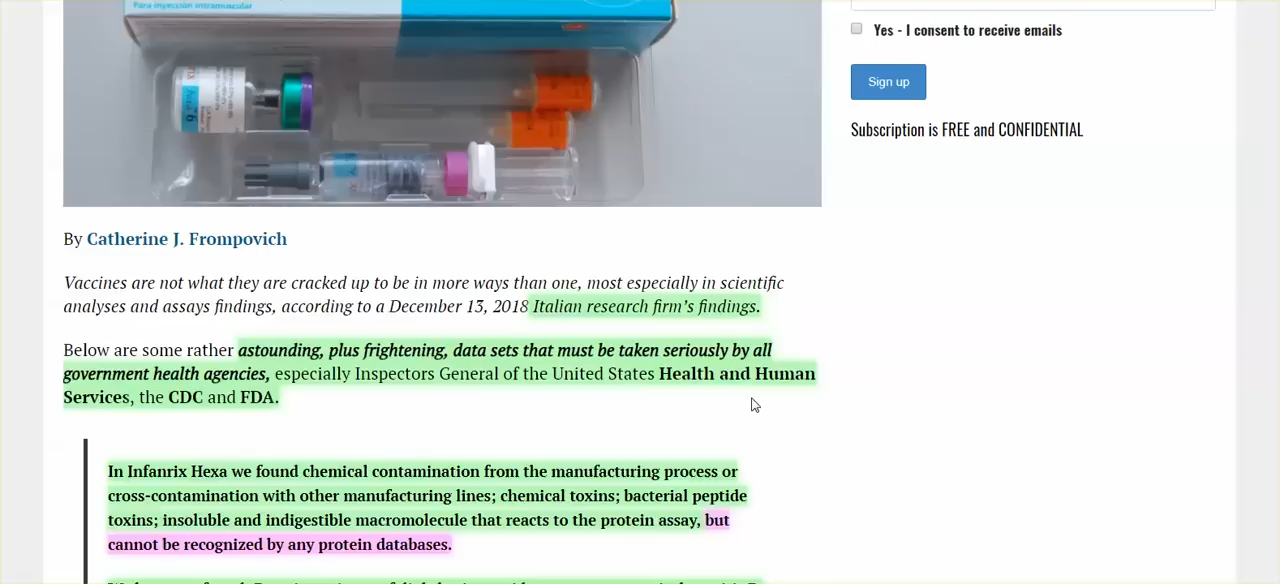 Para inyección intramuscular
Yes - I consent to receive emails
Sign up
Subscription is FREE and CONFIDENTIAL
By Catherine J. Frompovich
Vaccines are not what they are cracked up to be in more ways than one, most especially in scientific
analyses and assays findings, according to a December 13, 2018 Italian research firm’s findings.
Below are some rather astounding, plus frightening, data sets that must be taken seriously by all
government health agencies, especially Inspectors General of the United States Health and Human
Services, the CDC and FDA.
In Infanrix Hexa we found chemical contamination from the manufacturing process or
cross-contamination with other manufacturing lines; chemical toxins; bacterial peptide
toxins; insoluble and indigestible macromolecule that reacts to the protein assay, but
cannot be recognized by any protein databases.